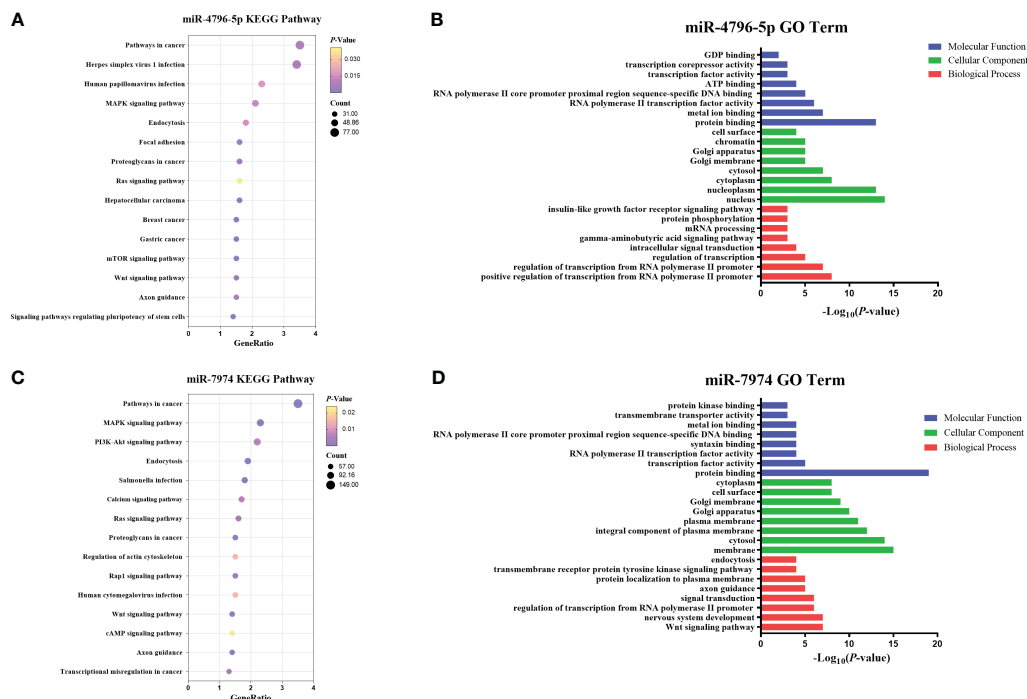 A
miR-4796-5p KEGG Pathway
Pathways in cancer
Herpes simplex virus 1 infection
Human papillomavirus infection
MAPK signaling pathway
Endocytosis
Focal adhesion
Proteoglycans in cancer
Ras signaling pathway
Hepatocellular carcinoma
Breast cancer
Gastric cancer
mTOR signaling pathway
Wnt signaling pathway
Axon guidance
Signaling pathways regulating pluripotency of stem cells
0 1 2 3 4
GeneRatio
P-Value
0.030
0.015
Count
31.00
48.86
77.00
B
miR-4796-5p GO Term
GDP binding
transcription corepressor activity
transcription factor activity
ATP binding
RNA polymerase II core promoter proximal region sequence-specific DNA binding
RNA polymerase II transcription factor activity
metal ion binding
protein binding
cell surface
chromatin
Golgi apparatus
Golgi membrane
cytosol
cytoplasm
nucleoplasm
nucleus
insulin-like growth factor receptor signaling pathway
protein phosphorylation
mRNA processing
gamma-aminobutyric acid signaling pathway
intracellular signal transduction
regulation of transcription
regulation of transcription from RNA polymerase II promoter
positive regulation of transcription from RNA polymerase II promoter
0 5 10 15 20
-Log10(P-value)
Molecular Function
Cellular Component
Biological Process
C
miR-7974 KEGG Pathway
Pathways in cancer
MAPK signaling pathway
PI3K-Akt signaling pathway
Endocytosis
Salmonella infection
Calcium signaling pathway
Ras signaling pathway
Proteoglycans in cancer
Regulation of actin cytoskeleton
Rap1 signaling pathway
Human cytomegalovirus infection
Wnt signaling pathway
cAMP signaling pathway
Axon guidance
Transcriptional misregulation in cancer
0 1 2 3 4
GeneRatio
P-Value
0.02
0.01
Count
57.00
92.16
149.00
D
miR-7974 GO Term
protein kinase binding
transmembrane transporter activity
metal ion binding
RNA polymerase II core promoter proximal region sequence-specific DNA binding
syntaxin binding
RNA polymerase II transcription factor activity
transcription factor activity
protein binding
cytoplasm
cell surface
Golgi membrane
Golgi apparatus
plasma membrane
integral component of plasma membrane
cytosol
membrane
endocytosis
transmembrane receptor protein tyrosine kinase signaling pathway
protein localization to plasma membrane
axon guidance
signal transduction
regulation of transcription from RNA polymerase II promoter
nervous system development
Wnt signaling pathway
0 5 10 15 20
-Log10(P-value)
Molecular Function
Cellular Component
Biological Process